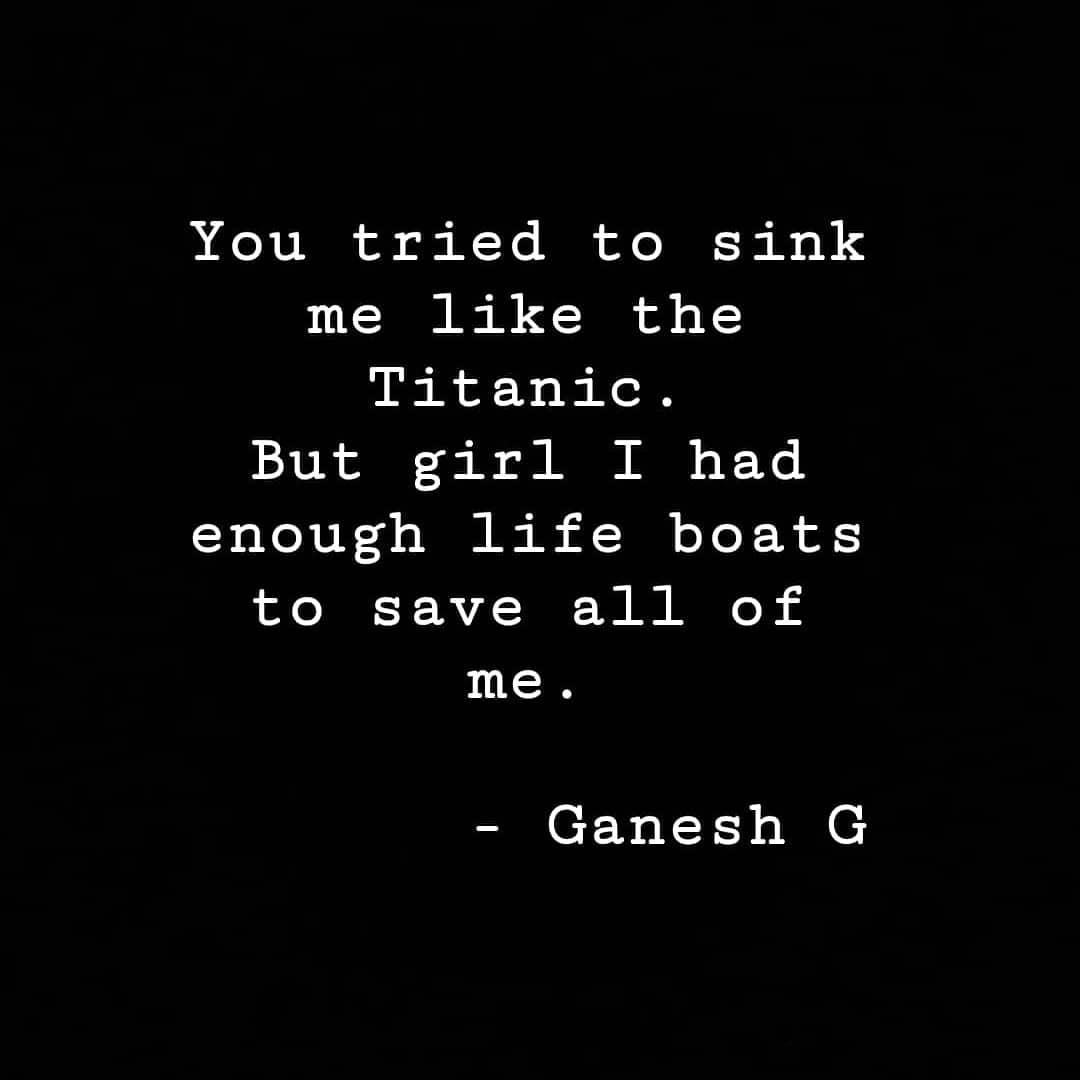 You tried to sink
me like the
Titanic.
But girl I had
enough life boats
to save all of
me.
- Ganesh G